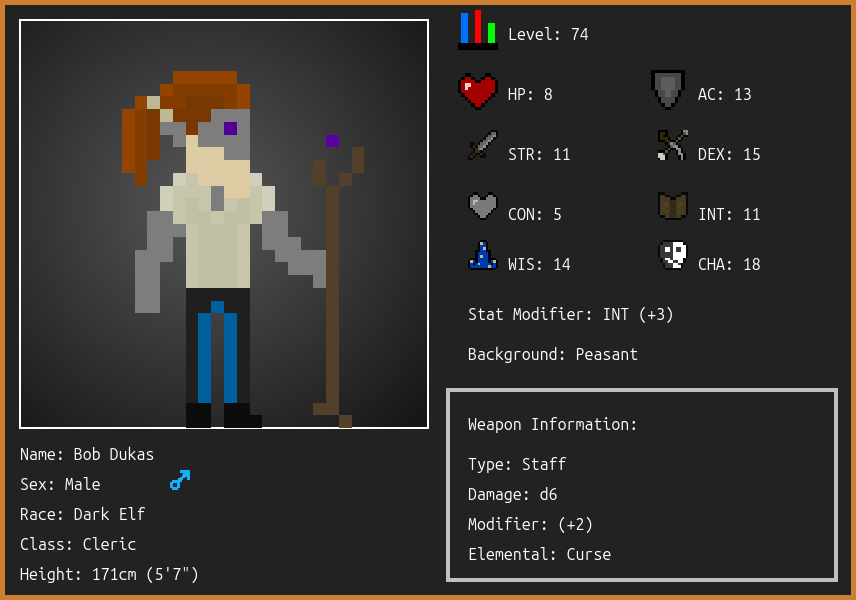 Level: 74
HP: 8
AC: 13
STR: 11
DEX: 15
CON: 5
INT: 11
WIS: 14
CHA: 18
Stat Modifier: INT (+3)
Background: Peasant
Name: Bob Dukas
Sex: Male
Race: Dark Elf
Class: Cleric
Height: 171cm (5'7")
Weapon Information:
Type: Staff
Damage: d6
Modifier: (+2)
Elemental: Curse